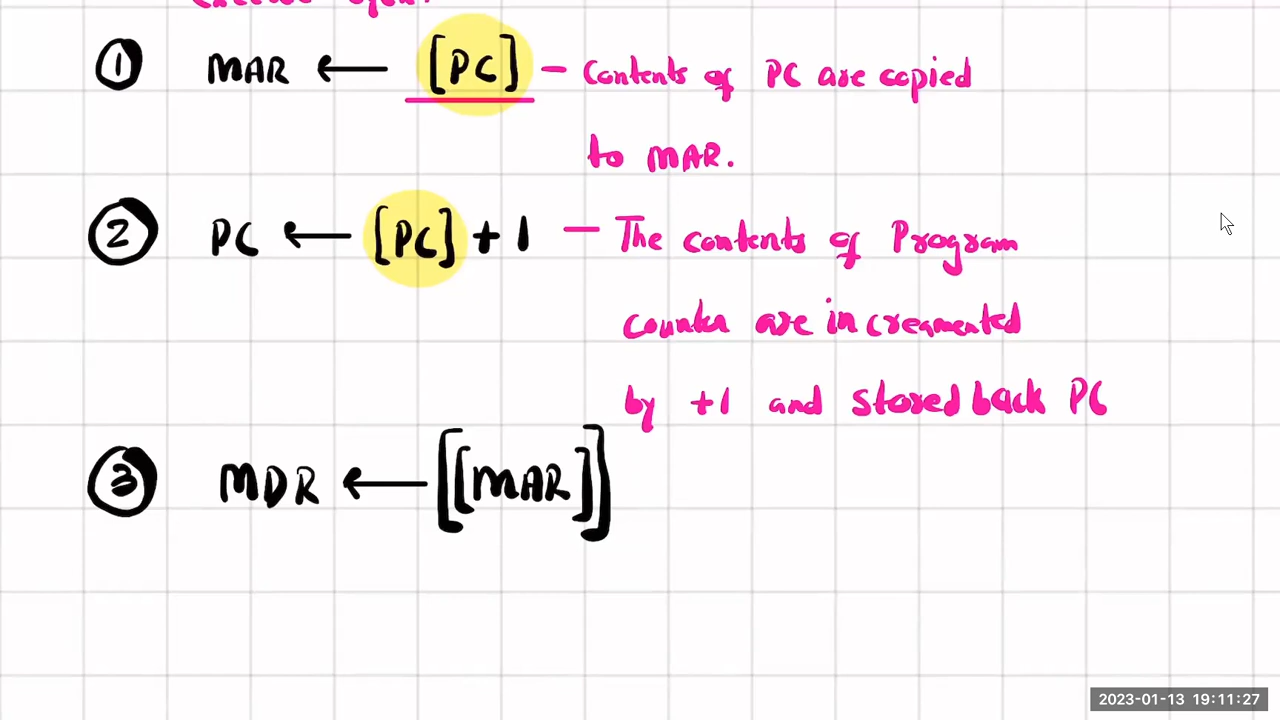 ① MAR ← [PC] – Contents of PC are copied
to MAR.
② PC ← [PC] + 1 – The contents of Program
counter are increamented
by +1 and stored back PC
③ MDR ← [[MAR]]
2023-01-13 19:11:27